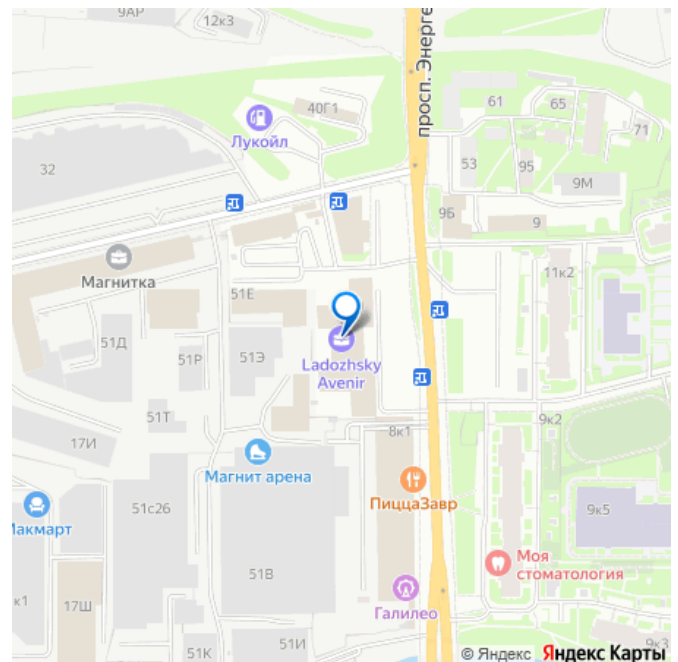 9АР
12к3
просп. Энерге
40Г1
Лукойл
61
65
71
32
53
95
9М
9Б
9
Магнитка
51Е
11к2
51Д
51Р
51Э
Ladozhsky
Avenir
51Т
17И
8к1
9к2
Магнит арена
ПиццаЗавр
Макмарт
51с26
9к5
Моя
стоматология
51В
к1
17Ш
Галилео
51К
51И
9к3
© Яндекс Яндекс Карты